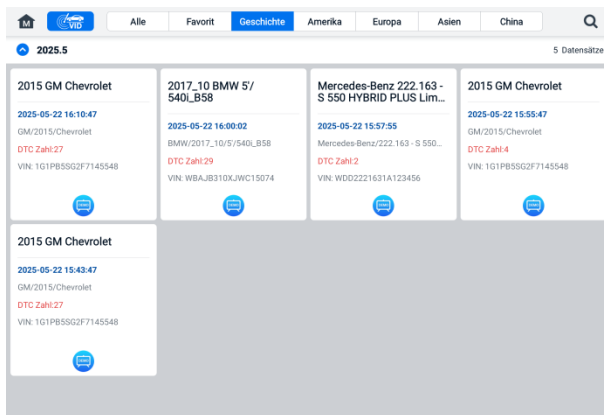 M
VID
Alle
Favorit
Geschichte
Amerika
Europa
Asien
China
2025.5
5 Datensätze
2015 GM Chevrolet
2025-05-22 16:10:47
GM/2015/Chevrolet
DTC Zahl:27
VIN: 1G1PB5SG2F7145548
2017_10 BMW 5'/
540i_B58
2025-05-22 16:00:02
BMW/2017_10/5'/540i_B58
DTC Zahl:29
VIN: WBAJB310XJWC15074
Mercedes-Benz 222.163 -
S 550 HYBRID PLUS Lim...
2025-05-22 15:57:55
Mercedes-Benz/222.163 - S 550...
DTC Zahl:2
VIN: WDD2221631A123456
2015 GM Chevrolet
2025-05-22 15:55:47
GM/2015/Chevrolet
DTC Zahl:4
VIN: 1G1PB5SG2F7145548
2015 GM Chevrolet
2025-05-22 15:43:47
GM/2015/Chevrolet
DTC Zahl:27
VIN: 1G1PB5SG2F7145548